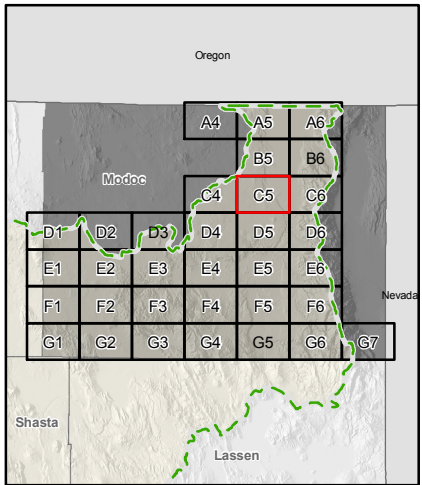 Oregon
A4 A5 A6
B5 B6
Modoc
C4 C5 C6
D1 D2 D3 D4 D5 D6
E1 E2 E3 E4 E5 E6
Nevada
F1 F2 F3 F4 F5 F6
G1 G2 G3 G4 G5 G6 G7
Shasta
Lassen